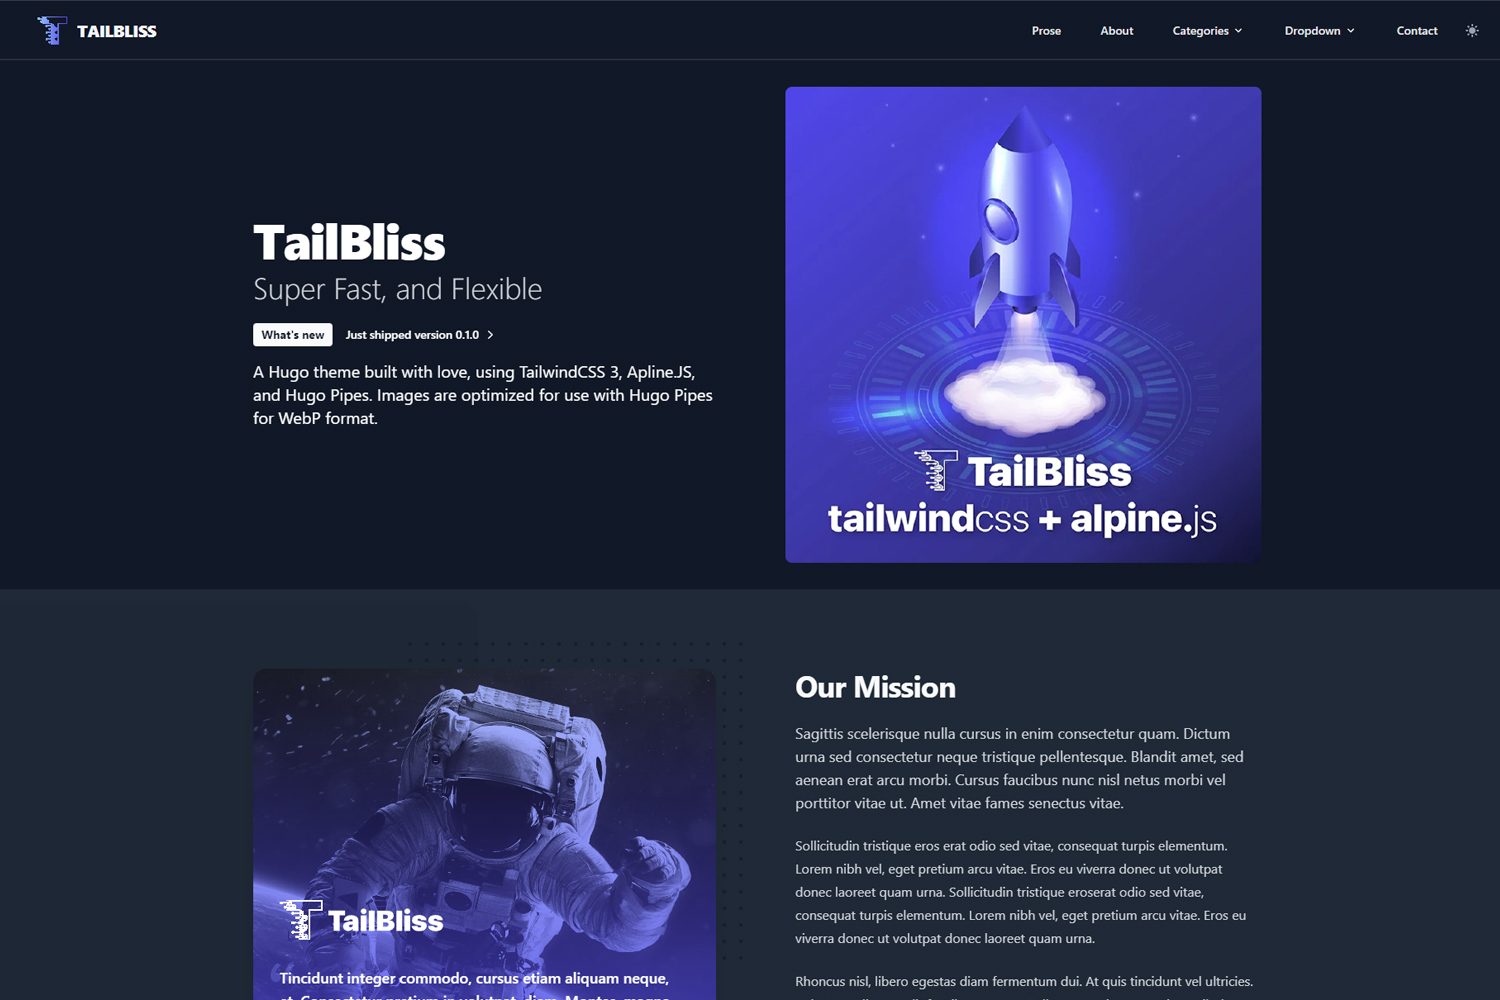 TAILBLISS
Prose
About
Categories
Dropdown
Contact
TailBliss
Super Fast, and Flexible
What's new
Just shipped version 0.1.0
A Hugo theme built with love, using TailwindCSS 3, Apline.JS,
and Hugo Pipes. Images are optimized for use with Hugo Pipes
for WebP format.
TailBliss
tailwindcss + alpine.js
Our Mission
Sagittis scelerisque nulla cursus in enim consectetur quam. Dictum
urna sed consectetur neque tristique pellentesque. Blandit amet, sed
aenean erat arcu morbi. Cursus faucibus nunc nisl netus morbi vel
porttitor vitae ut. Amet vitae fames senectus vitae.
Sollicitudin tristique eros erat odio sed vitae, consequat turpis elementum.
Lorem nibh vel, eget pretium arcu vitae. Eros eu viverra donec ut volutpat
donec laoreet quam urna. Sollicitudin tristique eroserat odio sed vitae,
consequat turpis elementum. Lorem nibh vel, eget pretium arcu vitae. Eros eu
viverra donec ut volutpat donec laoreet quam urna.
Rhoncus nisl, libero egestas diam fermentum dui. At quis tincidunt vel ultricies.
TailBliss
Tincidunt integer commodo, cursus etiam aliquam neque,